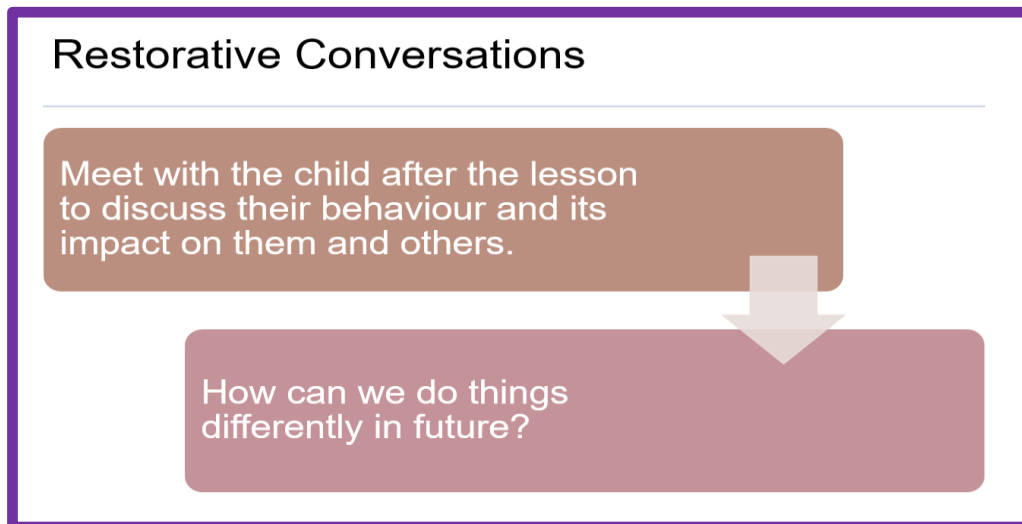 Restorative Conversations
Meet with the child after the lesson
to discuss their behaviour and its
impact on them and others.
How can we do things
differently in future?